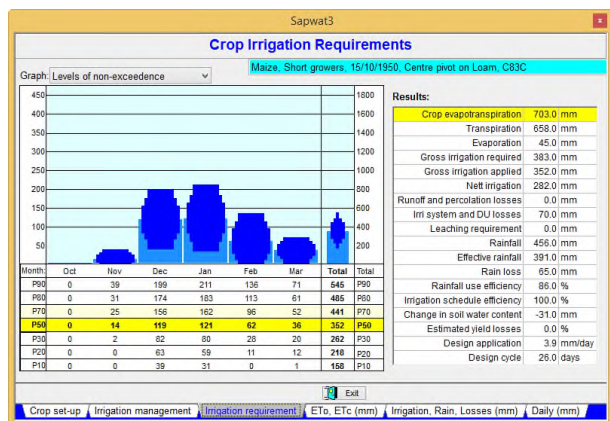 Sapwat3
x
Crop Irrigation Requirements
Graph: Levels of non-exceedence
Maize, Short growers, 15/10/1950, Centre pivot on Loam, C83C
450 1800
400 1600
350 1400
300 1200
250 1000
200 800
150 600
100 400
50 200
Month: Oct Nov Dec Jan Feb Mar Total Total
P90 0 39 199 211 136 71 545 P90
P80 0 31 174 183 113 61 485 P80
P70 0 25 156 162 96 52 441 P70
P50 0 14 119 121 62 36 352 P50
P30 0 2 82 80 28 20 262 P30
P20 0 0 63 59 11 12 218 P20
P10 0 0 39 31 0 1 158 P10
Results:
Crop evapotranspiration 703.0 mm
Transpiration 658.0 mm
Evaporation 45.0 mm
Gross irrigation required 383.0 mm
Gross irrigation applied 352.0 mm
Nett irrigation 282.0 mm
Runoff and percolation losses 0.0 mm
Irri system and DU losses 70.0 mm
Leaching requirement 0.0 mm
Rainfall 456.0 mm
Effective rainfall 391.0 mm
Rain loss 65.0 mm
Rainfall use efficiency 86.0 %
Irrigation schedule efficiency 100.0 %
Change in soil water content -31.0 mm
Estimated yield losses 0.0 %
Design application 3.9 mm/day
Design cycle 26.0 days
Exit
Crop set-up Irrigation management Irrigation requirement ETo, ETc (mm) Irrigation, Rain, Losses (mm) Daily (mm)